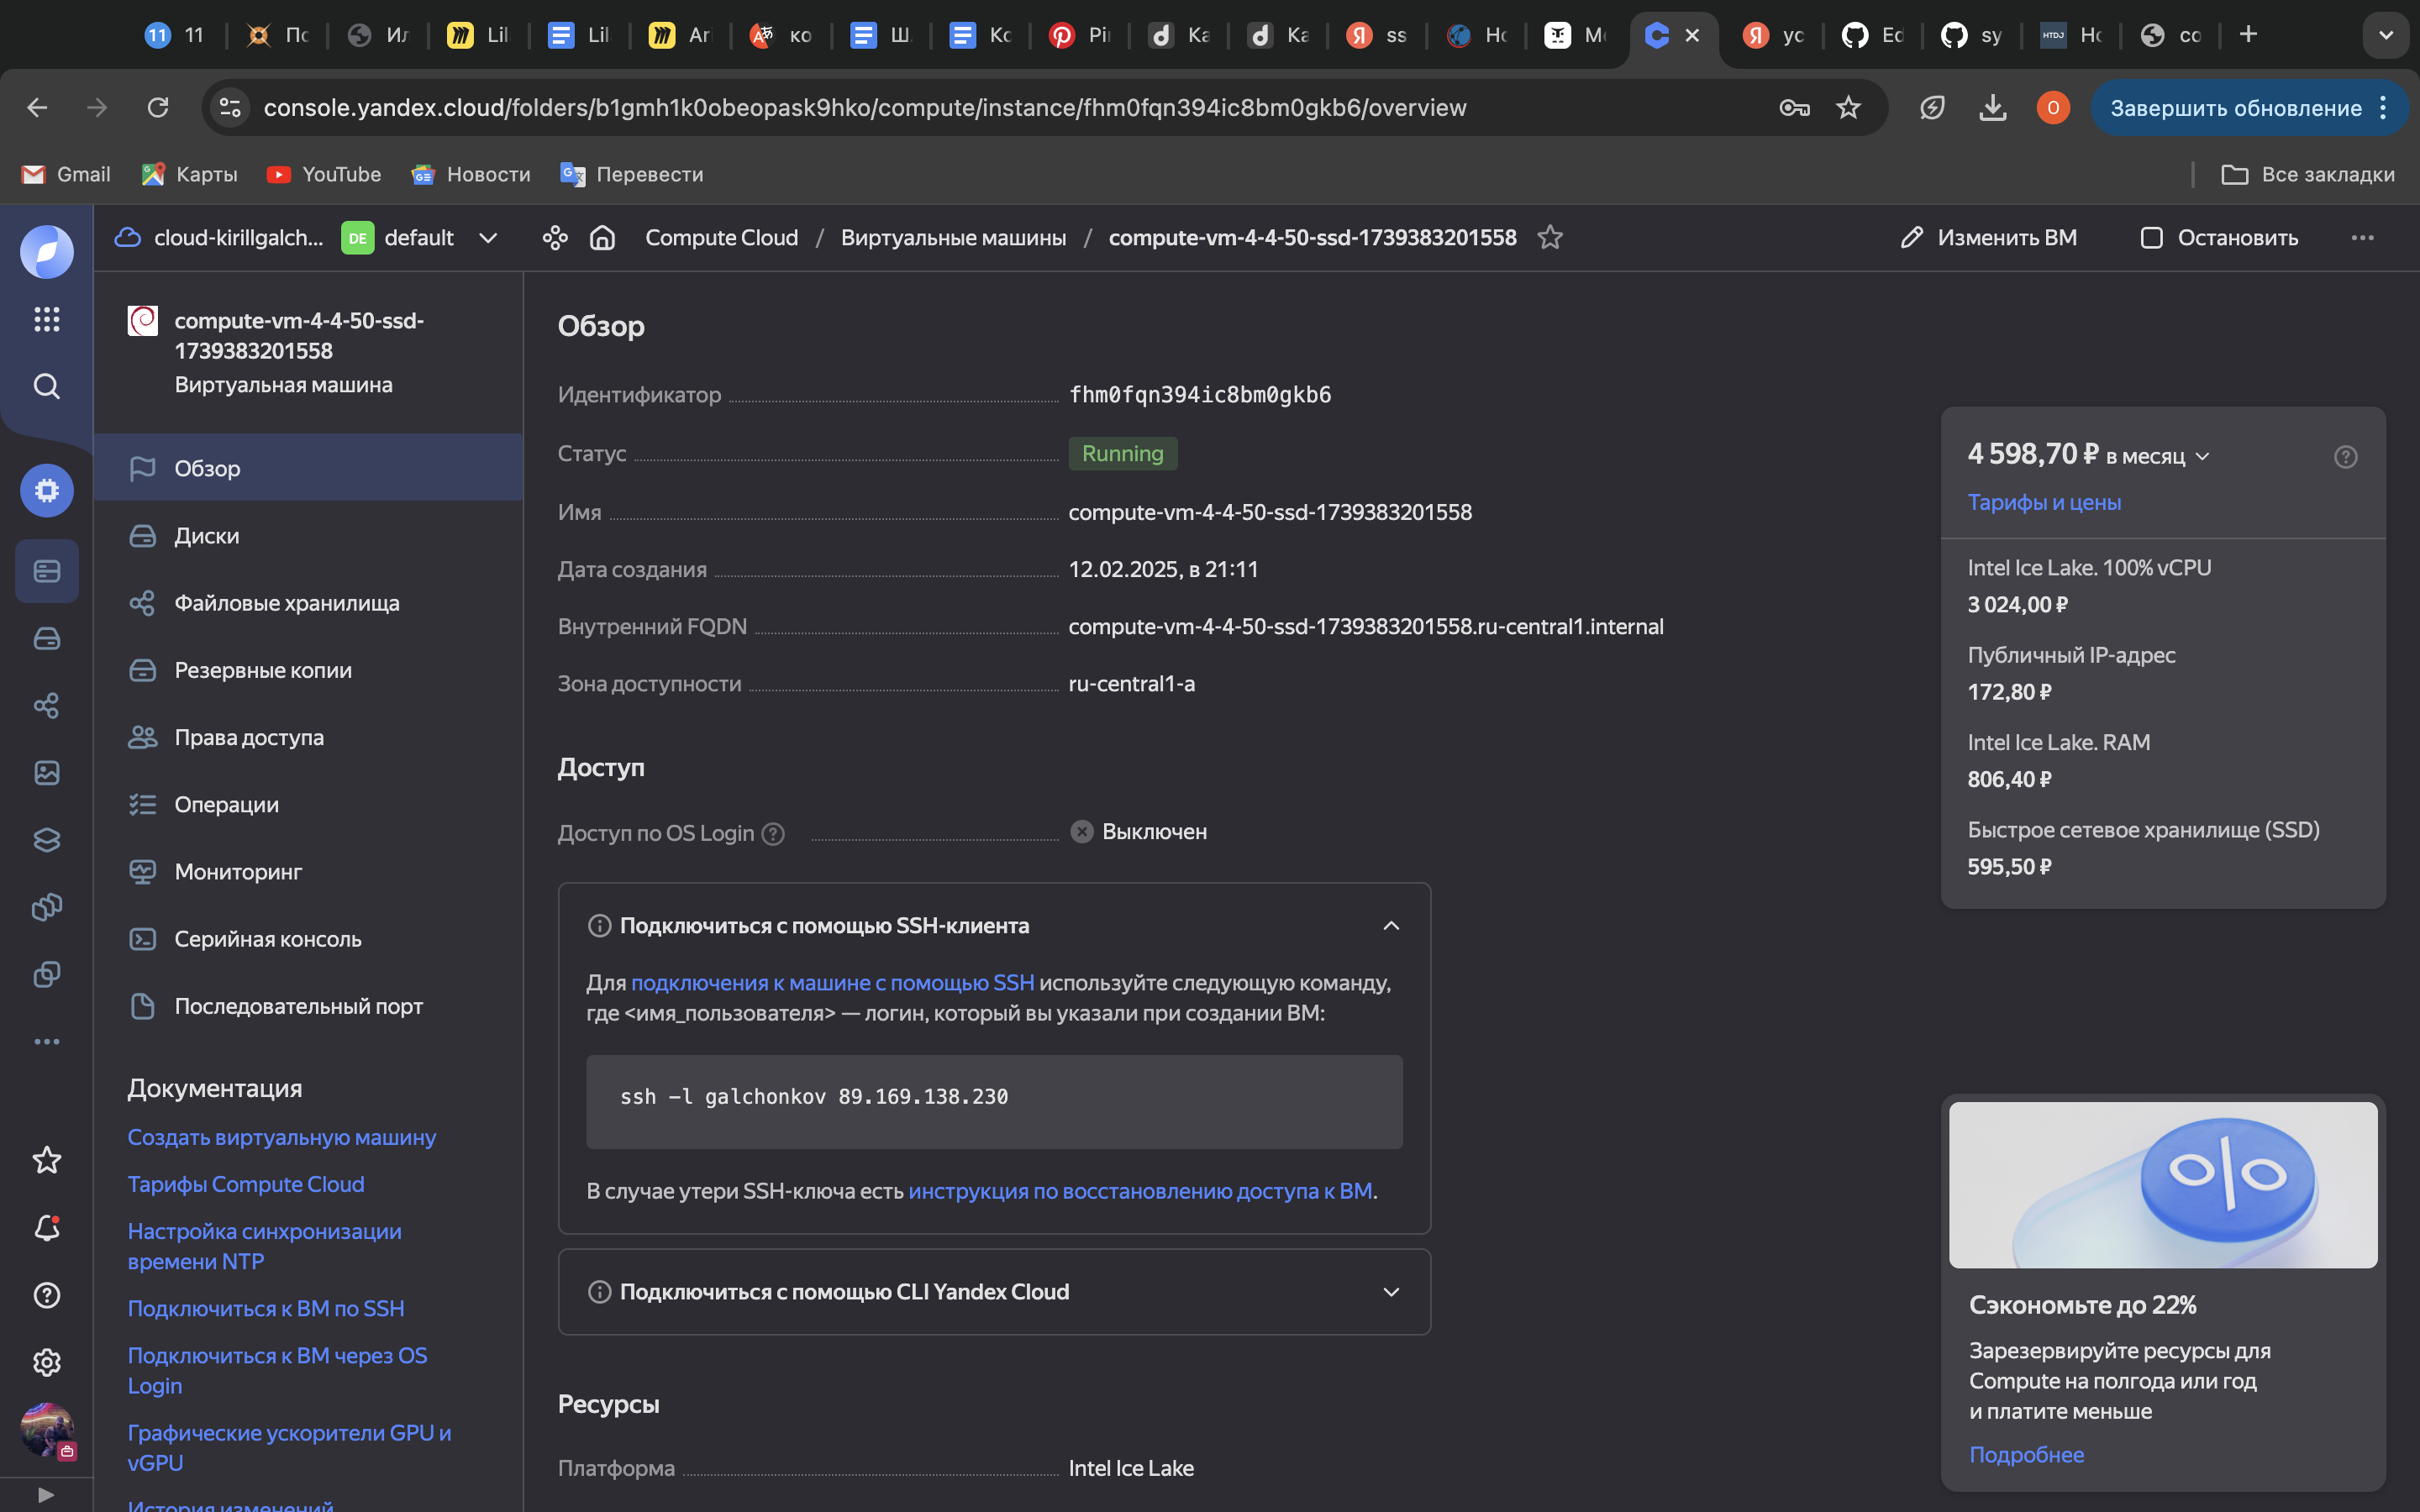 11
11
Lil
Lil
Ar
ко
Ш
Pi
Ka
Ka
ss
yc
Ed
sy
HTDJ
co
console.yandex.cloud/folders/b1gmh1k0obeopask9hko/compute/instance/fhm0fqn394ic8bm0gkb6/overview
O
Завершить обновление
Gmail
Карты
YouTube
Новости
Перевести
Все закладки
cloud-kirillgalch...
DE
default
Compute Cloud / Виртуальные машины / compute-vm-4-4-50-ssd-1739383201558
Изменить ВМ
Остановить
compute-vm-4-4-50-ssd-
1739383201558
Виртуальная машина
Обзор
Диски
Файловые хранилища
Резервные копии
Права доступа
Операции
Мониторинг
Серийная консоль
Последовательный порт
Документация
Создать виртуальную машину
Тарифы Compute Cloud
Настройка синхронизации
времени NTP
Подключиться к ВМ по SSH
Подключиться к ВМ через OS
Login
Графические ускорители GPU и
vGPU
История изменений
Обзор
Идентификатор fhm0fqn394ic8bm0gkb6
Статус Running
Имя compute-vm-4-4-50-ssd-1739383201558
Дата создания 12.02.2025, в 21:11
Внутренний FQDN compute-vm-4-4-50-ssd-1739383201558.ru-central1.internal
Зона доступности ru-central1-a
Доступ
Доступ по OS Login Выключен
Подключиться с помощью SSH-клиента
Для подключения к машине с помощью SSH используйте следующую команду,
где <имя_пользователя> — логин, который вы указали при создании ВМ:
ssh -l galchonkov 89.169.138.230
В случае утери SSH-ключа есть инструкция по восстановлению доступа к ВМ.
Подключиться с помощью CLI Yandex Cloud
Ресурсы
Платформа Intel Ice Lake
4 598,70 ₽ в месяц
Тарифы и цены
Intel Ice Lake. 100% vCPU
3 024,00 ₽
Публичный IP-адрес
172,80 ₽
Intel Ice Lake. RAM
806,40 ₽
Быстрое сетевое хранилище (SSD)
595,50 ₽
%
Сэкономьте до 22%
Зарезервируйте ресурсы для
Compute на полгода или год
и платите меньше
Подробнее